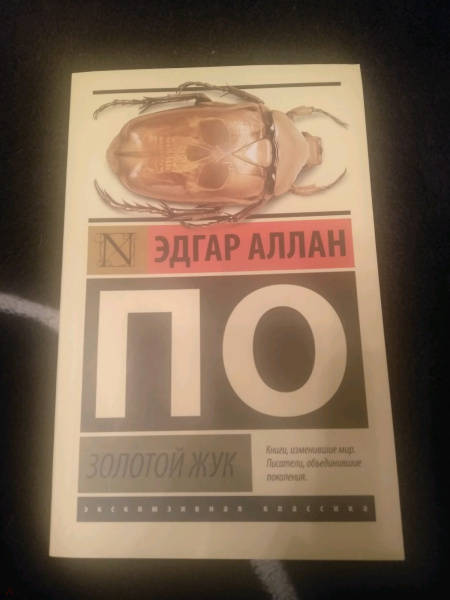 N ЭДГАР АЛЛАН
ПО
ЗОЛОТОЙ ЖУК
Книги, изменившие мир.
Писатели, объединившие
поколения.
эксклюзивная классика